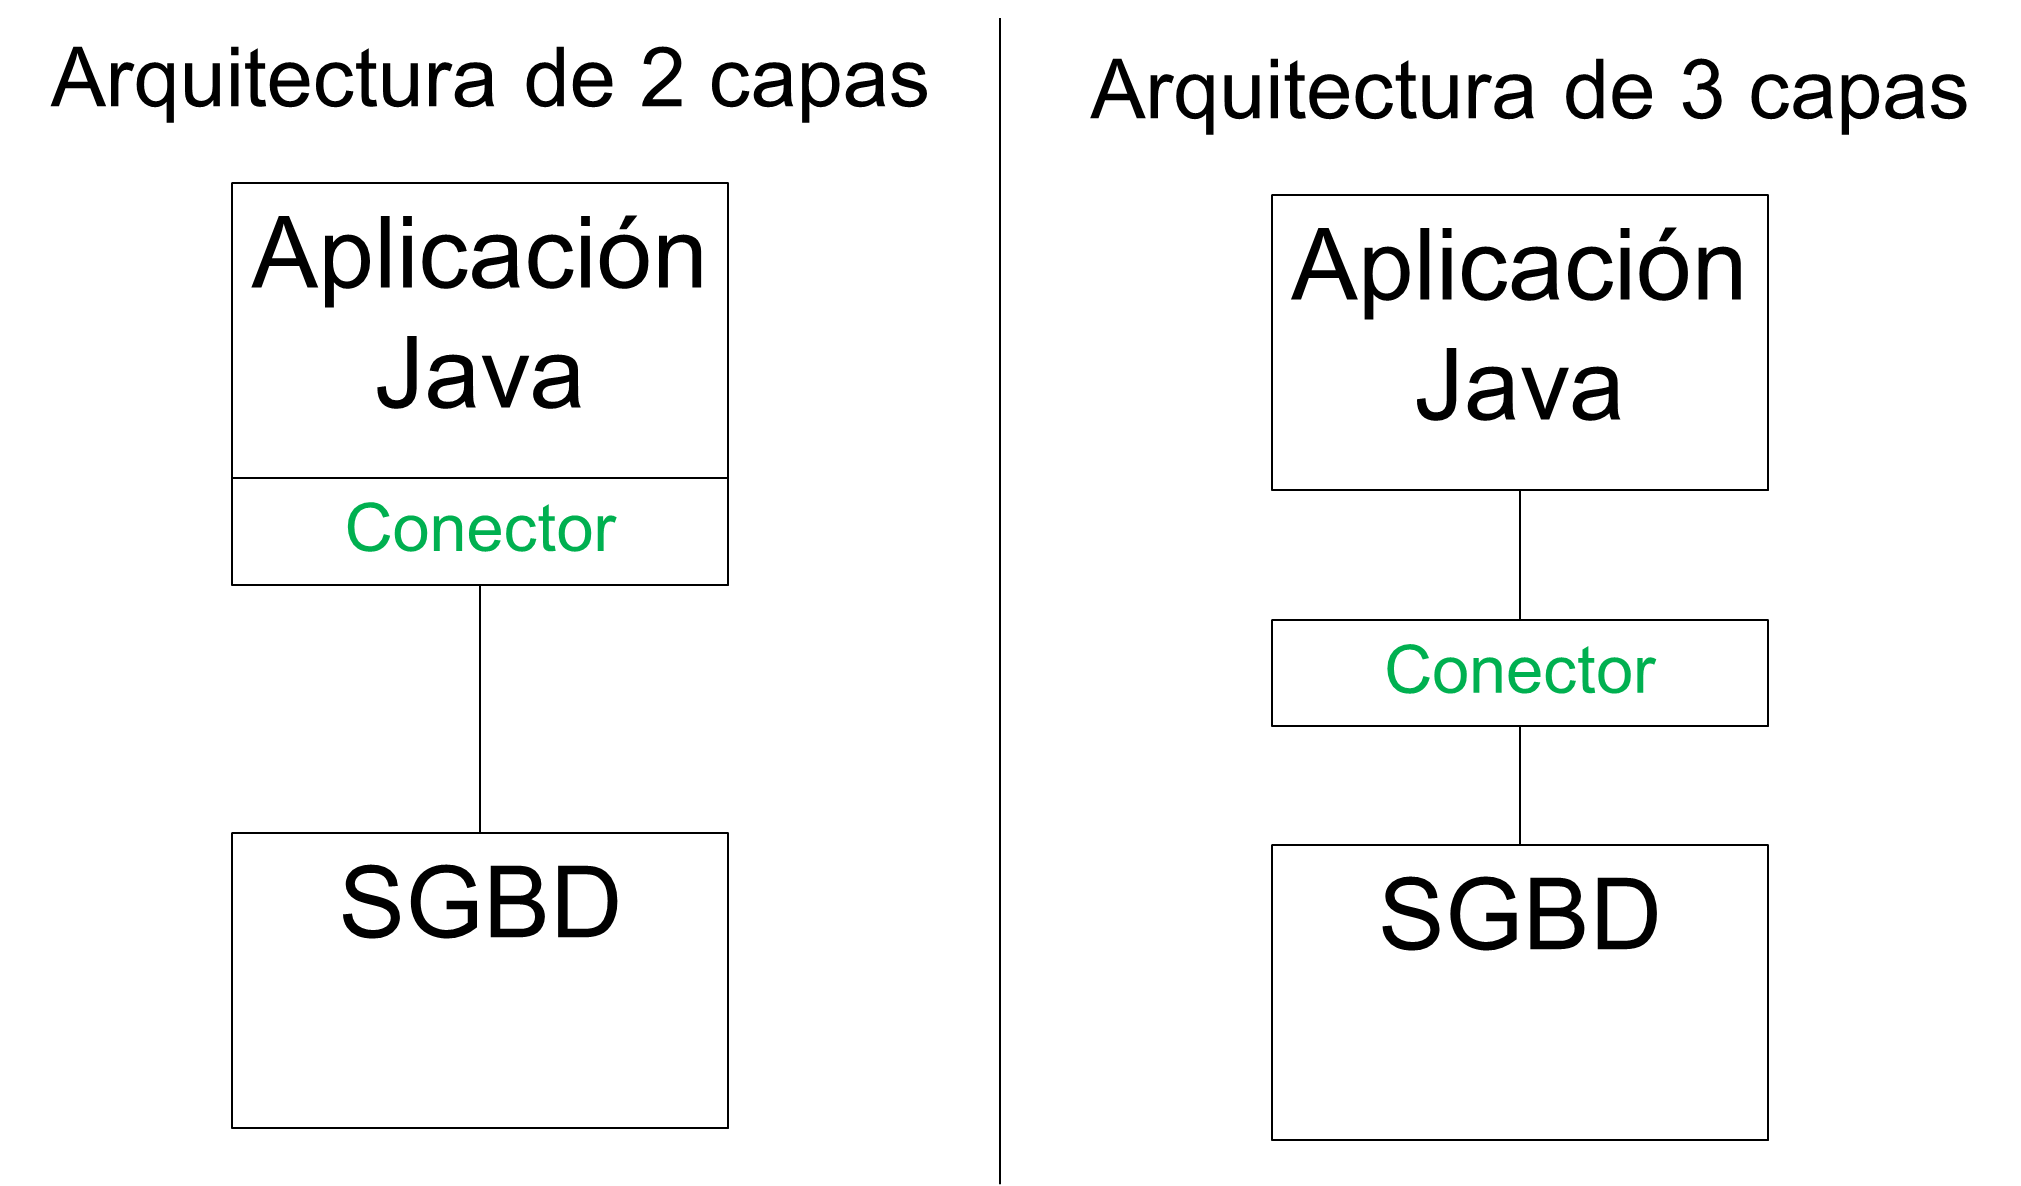 Arquitectura de 2 capas
Aplicación
Java
Conector
SGBD
Arquitectura de 3 capas
Aplicación
Java
Conector
SGBD